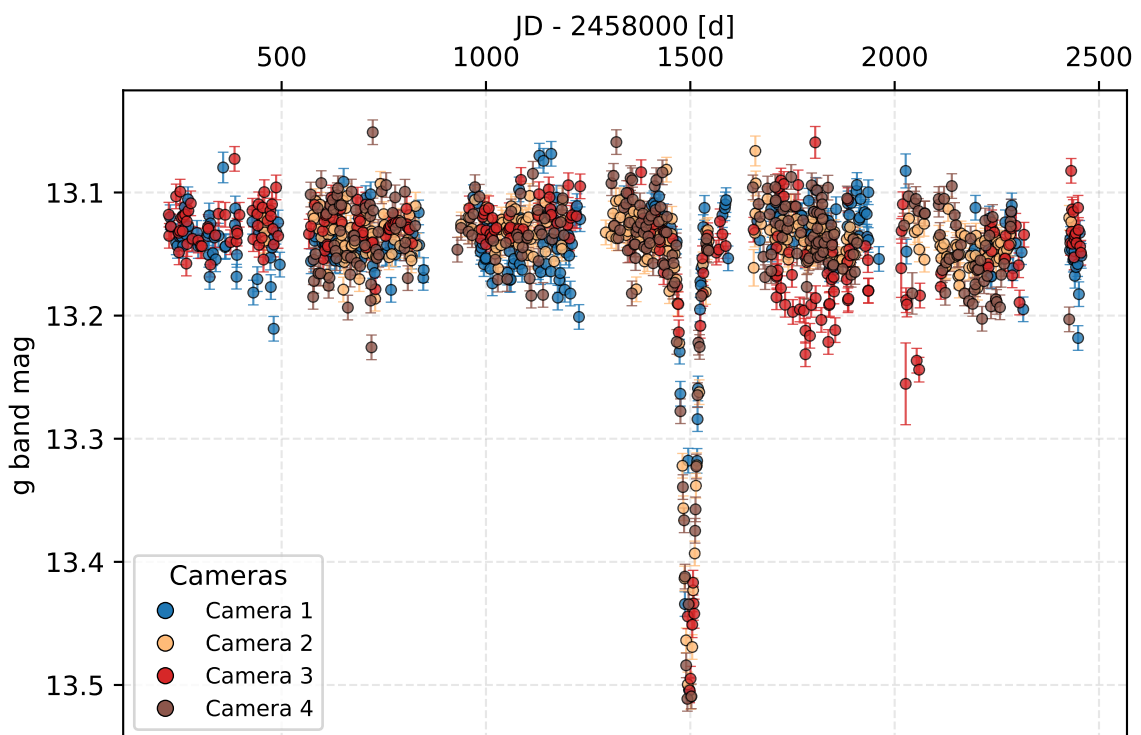 JD - 2458000 [d]
500 1000 1500 2000 2500
g band mag
13.1
13.2
13.3
13.4
13.5
Cameras
Camera 1
Camera 2
Camera 3
Camera 4